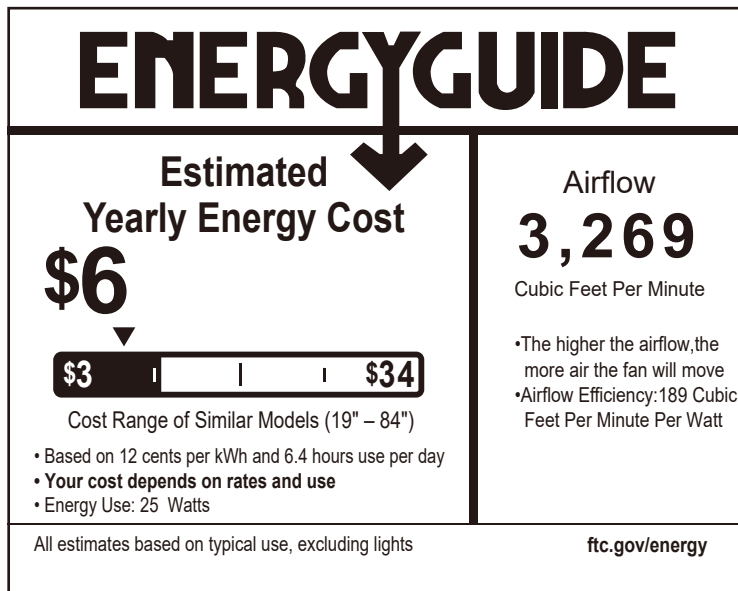 ENERGYGUIDE
Estimated
Yearly Energy Cost
$6
$3 $34
Cost Range of Similar Models (19" – 84")
• Based on 12 cents per kWh and 6.4 hours use per day
• Your cost depends on rates and use
• Energy Use: 25 Watts
Airflow
3,269
Cubic Feet Per Minute
•The higher the airflow,the
more air the fan will move
•Airflow Efficiency:189 Cubic
Feet Per Minute Per Watt
All estimates based on typical use, excluding lights
ftc.gov/energy